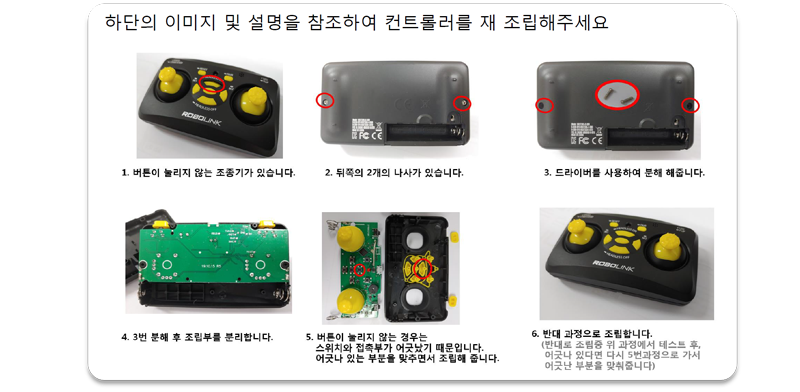 하단의 이미지 및 설명을 참조하여 컨트롤러를 재 조립해주세요
ROBOLINK
1. 버튼이 눌리지 않는 조종기가 있습니다.
2. 뒤쪽의 2개의 나사가 있습니다.
3. 드라이버를 사용하여 분해 해줍니다.
4. 3번 분해 후 조립부를 분리합니다.
5. 버튼이 눌리지 않는 경우는
스위치와 접촉부가 어긋났기 때문입니다.
어긋나 있는 부분을 맞추면서 조립해 줍니다.
ROBOLINK
6. 반대 과정으로 조립합니다.
(반대로 조립중 위 과정에서 테스트 후,
어긋나 있다면 다시 5번과정으로 가서
어긋난 부분을 맞춰줍니다)